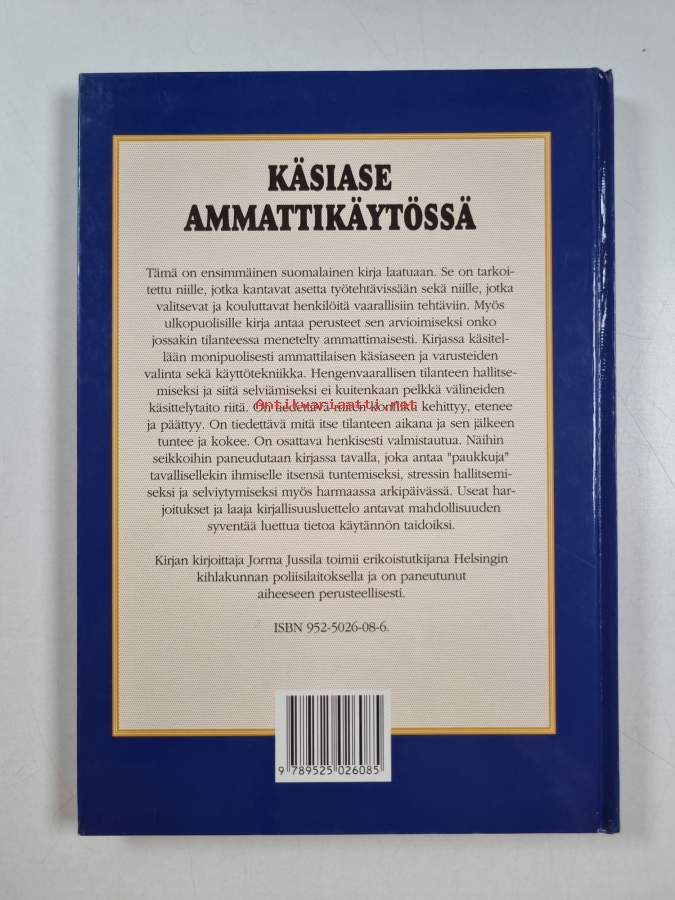 KÄSIASE
AMMATTIKÄYTÖSSÄ
Tämä on ensimmäinen suomalainen kirja laatuaan. Se on tarkoi-
tettu niille, jotka kantavat asetta työtehtävissään sekä niille, jotka
valitsevat ja kouluttavat henkilöitä vaarallisiin tehtäviin. Myös
ulkopuolisille kirja antaa perusteet sen arvioimiseksi onko
jossakin tilanteessa menetelty ammattimaisesti. Kirjassa käsitel-
lään monipuolisesti ammattilaisen käsiaseen ja varusteiden
valinta sekä käyttötekniikka. Hengenvaarallisen tilanteen hallitse-
miseksi ja siitä selviämiseksi ei kuitenkaan pelkkä välineiden
käsittelytaito riitä. On tiedettävä miten konflikti kehittyy, etenee
Antikvariaatti.net
ja päättyy. On tiedettävä mitä itse tilanteen aikana ja sen jälkeen
tuntee ja kokee. On osattava henkisesti valmistautua. Näihin
seikkoihin paneudutaan kirjassa tavalla, joka antaa "paukkuja"
tavallisellekin ihmiselle itsensä tuntemiseksi, stressin hallitsemi-
seksi ja selviytymiseksi myös harmaassa arkipäivässä. Useat har-
joitukset ja laaja kirjallisuusluettelo antavat mahdollisuuden
syventää luettua tietoa käytännön taidoiksi.
Kirjan kirjoittaja Jorma Jussila toimii erikoistutkijana Helsingin
kihlakunnan poliisilaitoksella ja on paneutunut
aiheeseen perusteellisesti.
ISBN 952-5026-08-6.
9 789525 026085